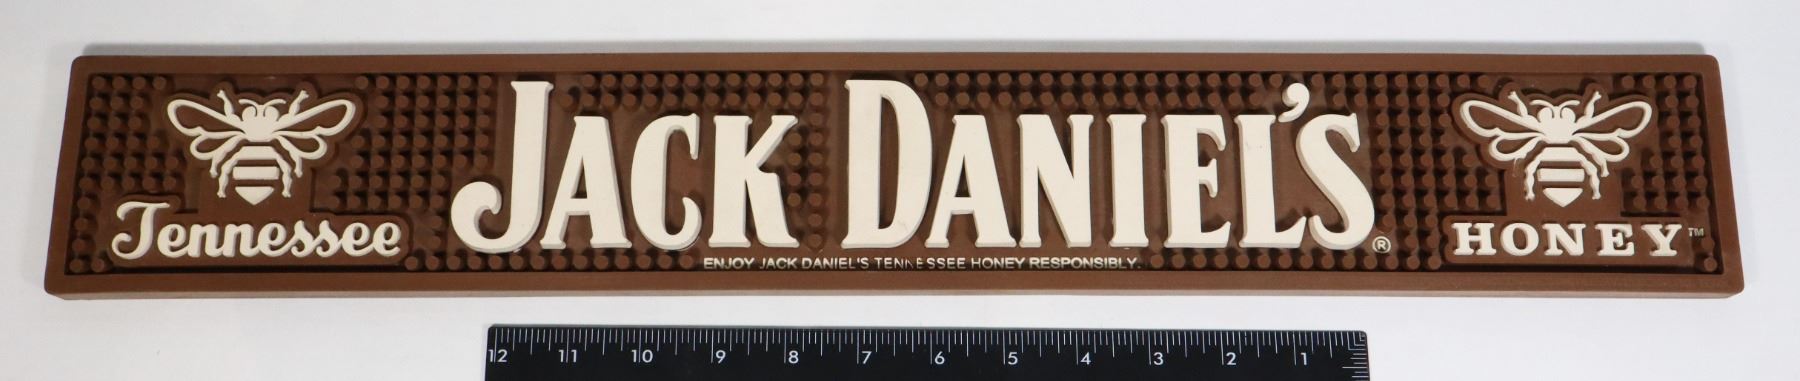 Tennessee
JACK DANIEL'S®
HONEY™
ENJOY JACK DANIEL'S TENNESSEE HONEY RESPONSIBLY.
12 11 10 9 8 7 6 5 4 3 2 1